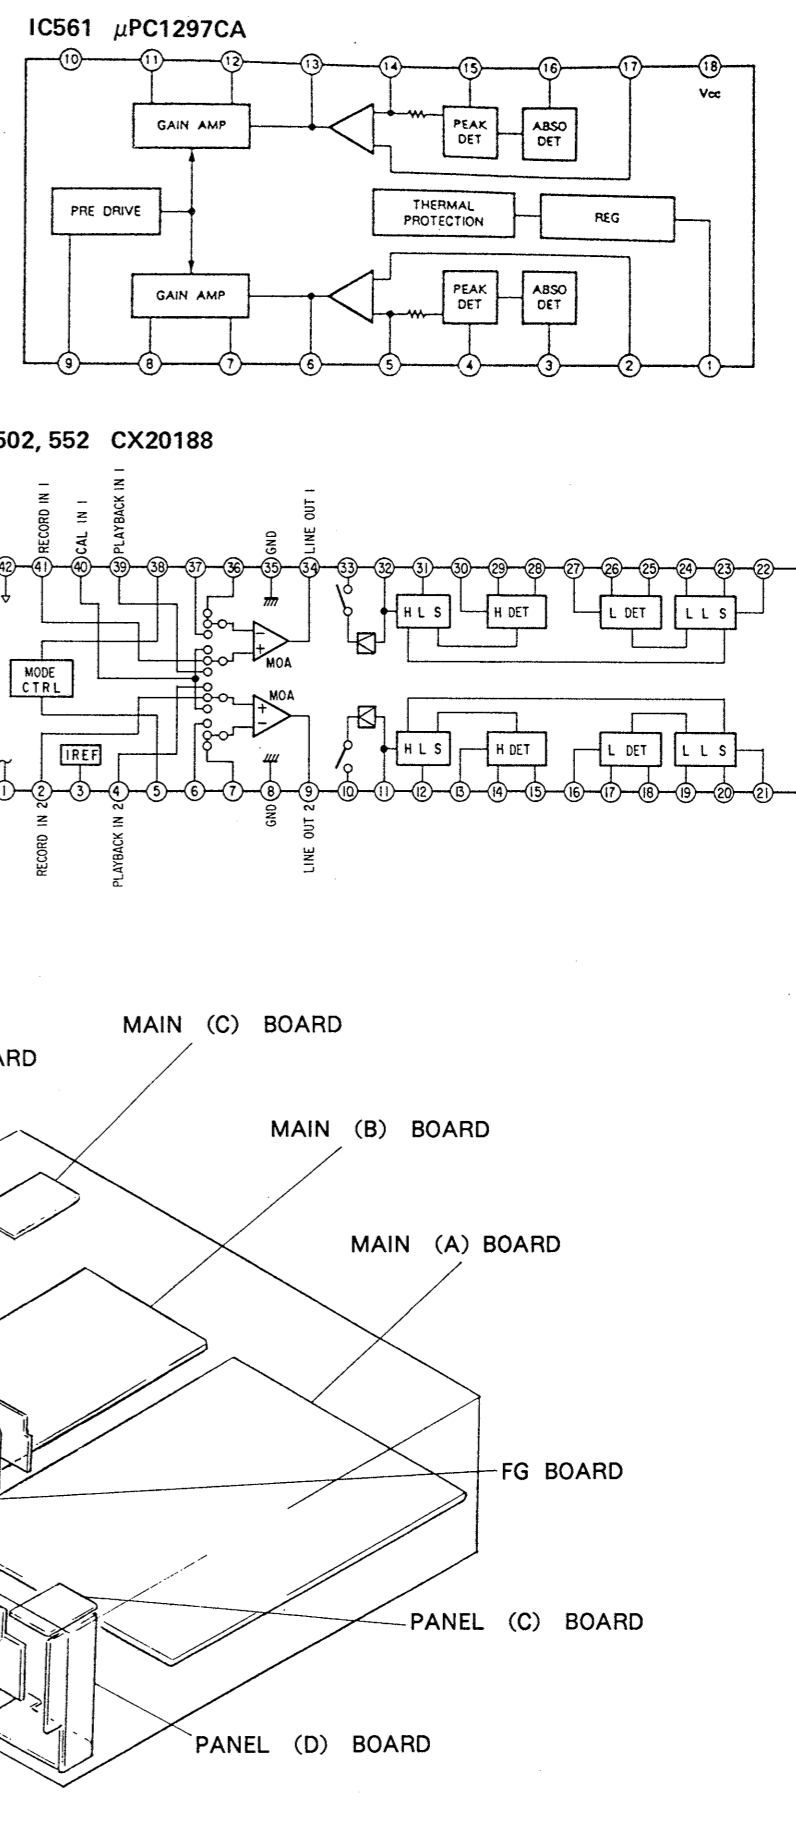 IC561 μPC1297CA
10 11 12 13 14 15 16 17 18
Vcc
GAIN AMP
PEAK
DET
ABSO
DET
PRE DRIVE
THERMAL
PROTECTION
REG
GAIN AMP
PEAK
DET
ABSO
DET
9 8 7 6 5 4 3 2 1
502, 552 CX20188
RECORD IN 1
CAL IN 1
PLAYBACK IN 1
GND
LINE OUT 1
42 41 40 39 38 37 36 35 34 33 32 31 30 29 28 27 26 25 24 23 22
HLS
H DET
L DET
LLS
− +
MOA
MODE
CTRL
MOA
+ −
IREF
HLS
H DET
L DET
LLS
1 2 3 4 5 6 7 8 9 10 11 12 13 14 15 16 17 18 19 20 21
RECORD IN 2
PLAYBACK IN 2
GND
LINE OUT 2
MAIN (C) BOARD
ARD
MAIN (B) BOARD
MAIN (A) BOARD
FG BOARD
PANEL (C) BOARD
PANEL (D) BOARD